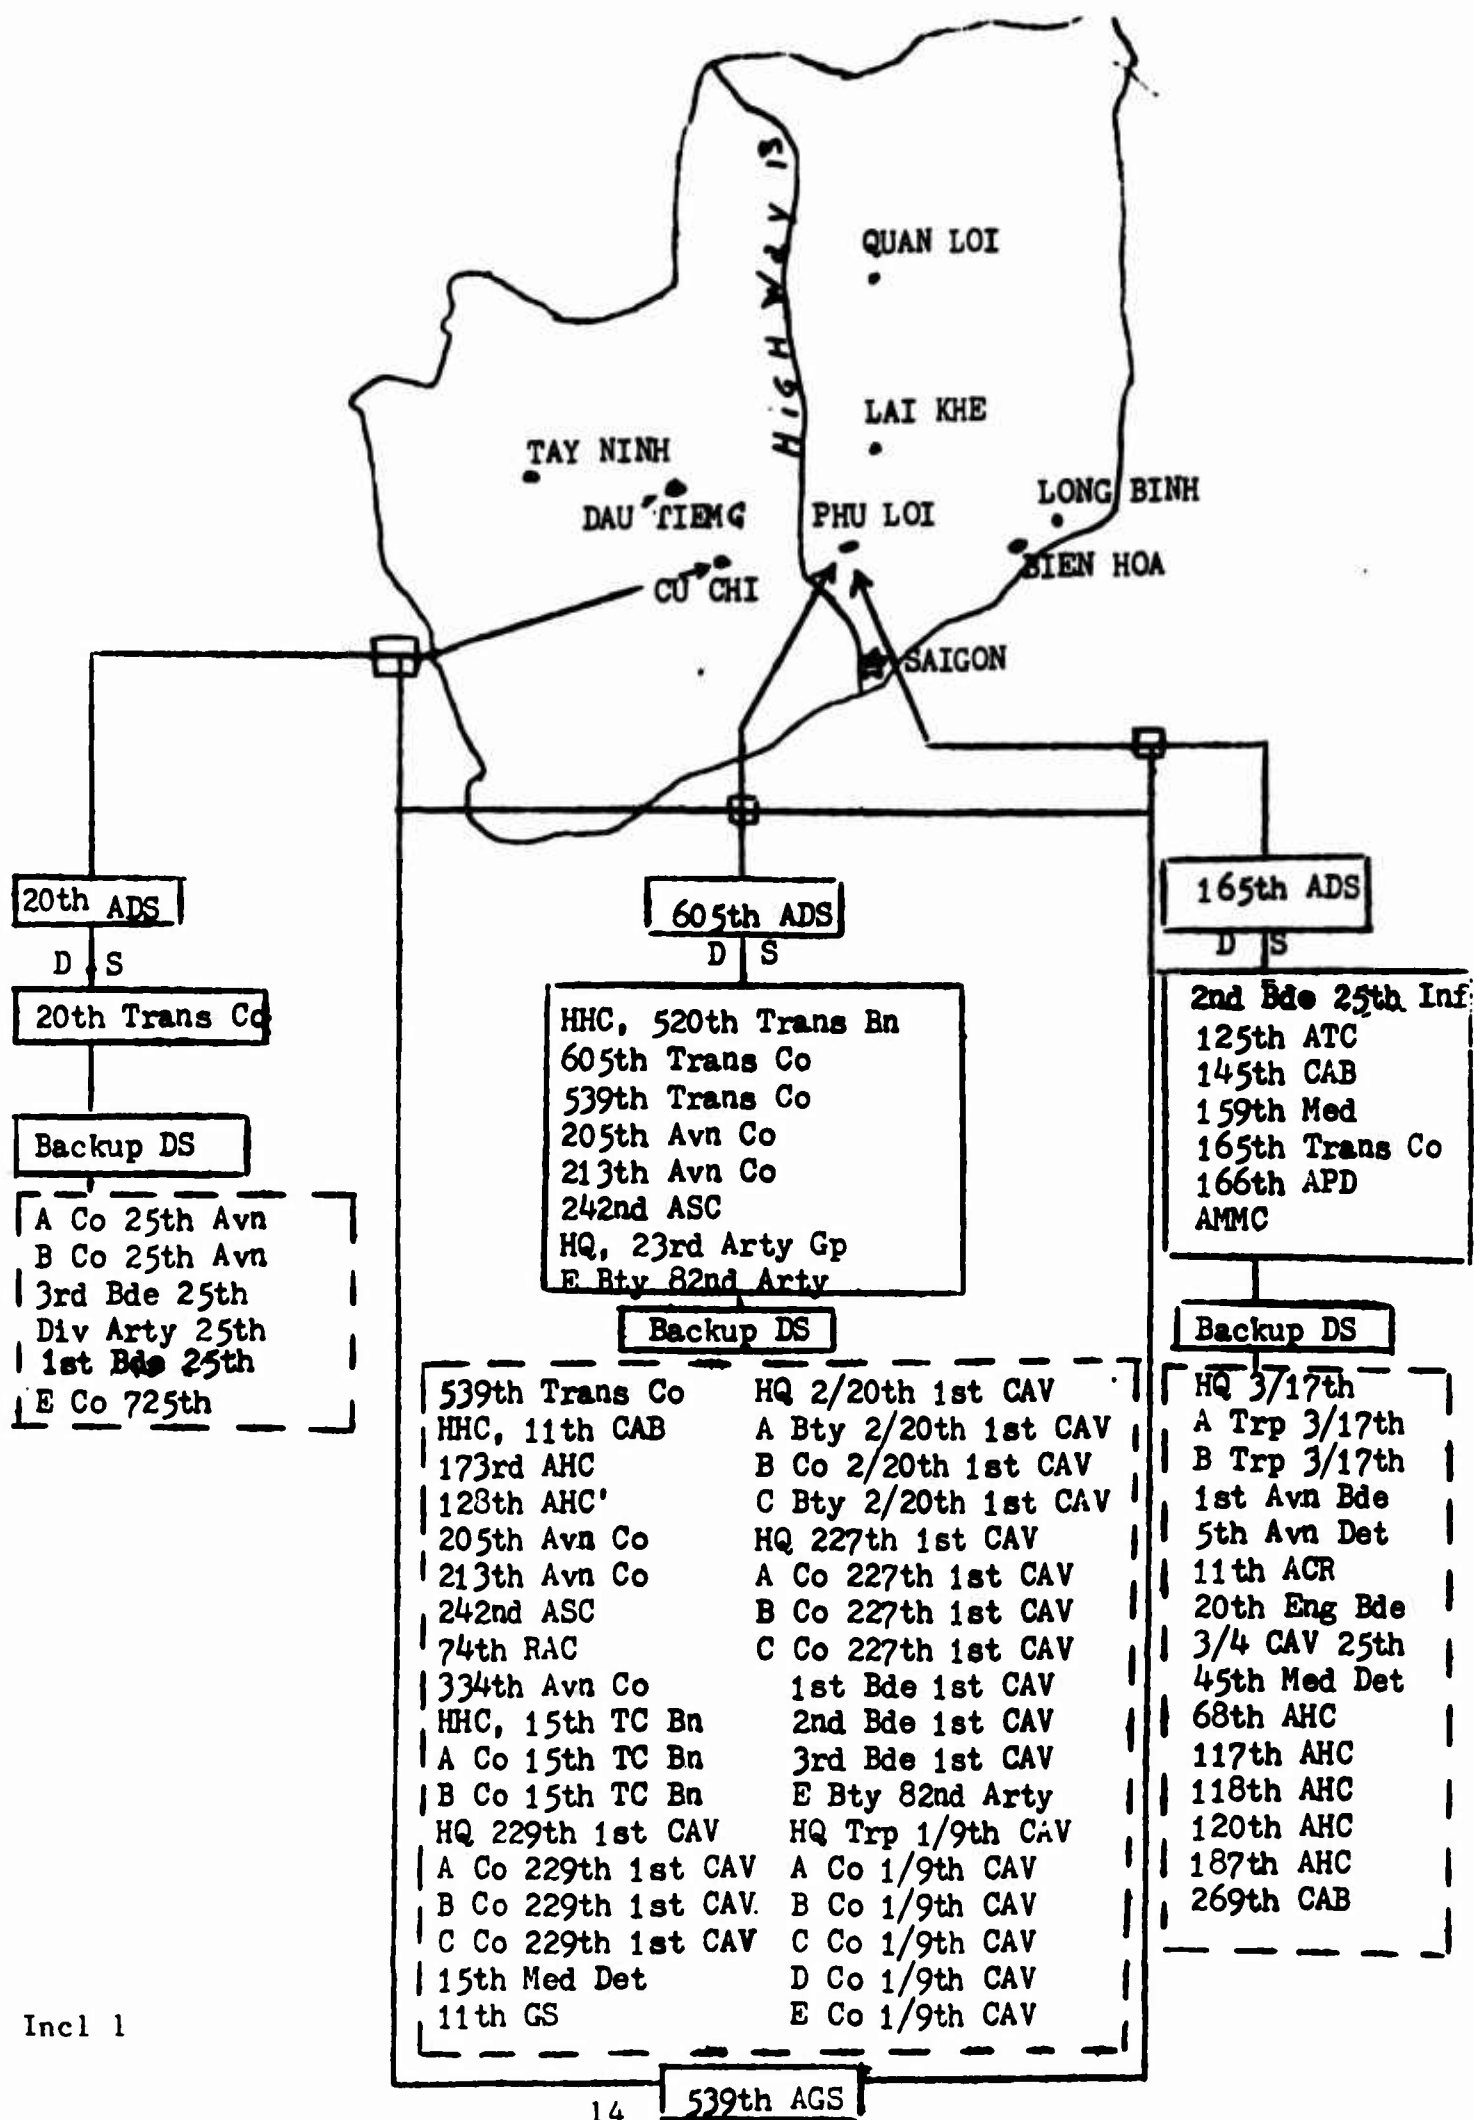 HiGHWAY 13
QUAN LOI
LAI KHE
TAY NINH
DAU TIEMG
LONG BINH
PHU LOI
BIEN HOA
CU CHI
SAIGON
20th ADS
D S
20th Trans Co
Backup DS
A Co 25th Avn
B Co 25th Avn
3rd Bde 25th
Div Arty 25th
1st Bde 25th
E Co 725th
605th ADS
D S
HHC, 520th Trans Bn
605th Trans Co
539th Trans Co
205th Avn Co
213th Avn Co
242nd ASC
HQ, 23rd Arty Gp
E Bty 82nd Arty
Backup DS
539th Trans Co
HHC, 11th CAB
173rd AHC
128th AHC'
205th Avn Co
213th Avn Co
242nd ASC
74th RAC
334th Avn Co
HHC, 15th TC Bn
A Co 15th TC Bn
B Co 15th TC Bn
HQ 229th 1st CAV
A Co 229th 1st CAV
B Co 229th 1st CAV.
C Co 229th 1st CAV
15th Med Det
11th GS
HQ 2/20th 1st CAV
A Bty 2/20th 1st CAV
B Co 2/20th 1st CAV
C Bty 2/20th 1st CAV
HQ 227th 1st CAV
A Co 227th 1st CAV
B Co 227th 1st CAV
C Co 227th 1st CAV
1st Bde 1st CAV
2nd Bde 1st CAV
3rd Bde 1st CAV
E Bty 82nd Arty
HQ Trp 1/9th CAV
A Co 1/9th CAV
B Co 1/9th CAV
C Co 1/9th CAV
D Co 1/9th CAV
E Co 1/9th CAV
165th ADS
D S
2nd Bde 25th Inf
125th ATC
145th CAB
159th Med
165th Trans Co
166th APD
AMMC
Backup DS
HQ 3/17th
A Trp 3/17th
B Trp 3/17th
1st Avn Bde
5th Avn Det
11th ACR
20th Eng Bde
3/4 CAV 25th
45th Med Det
68th AHC
117th AHC
118th AHC
120th AHC
187th AHC
269th CAB
Incl 1
539th AGS
14